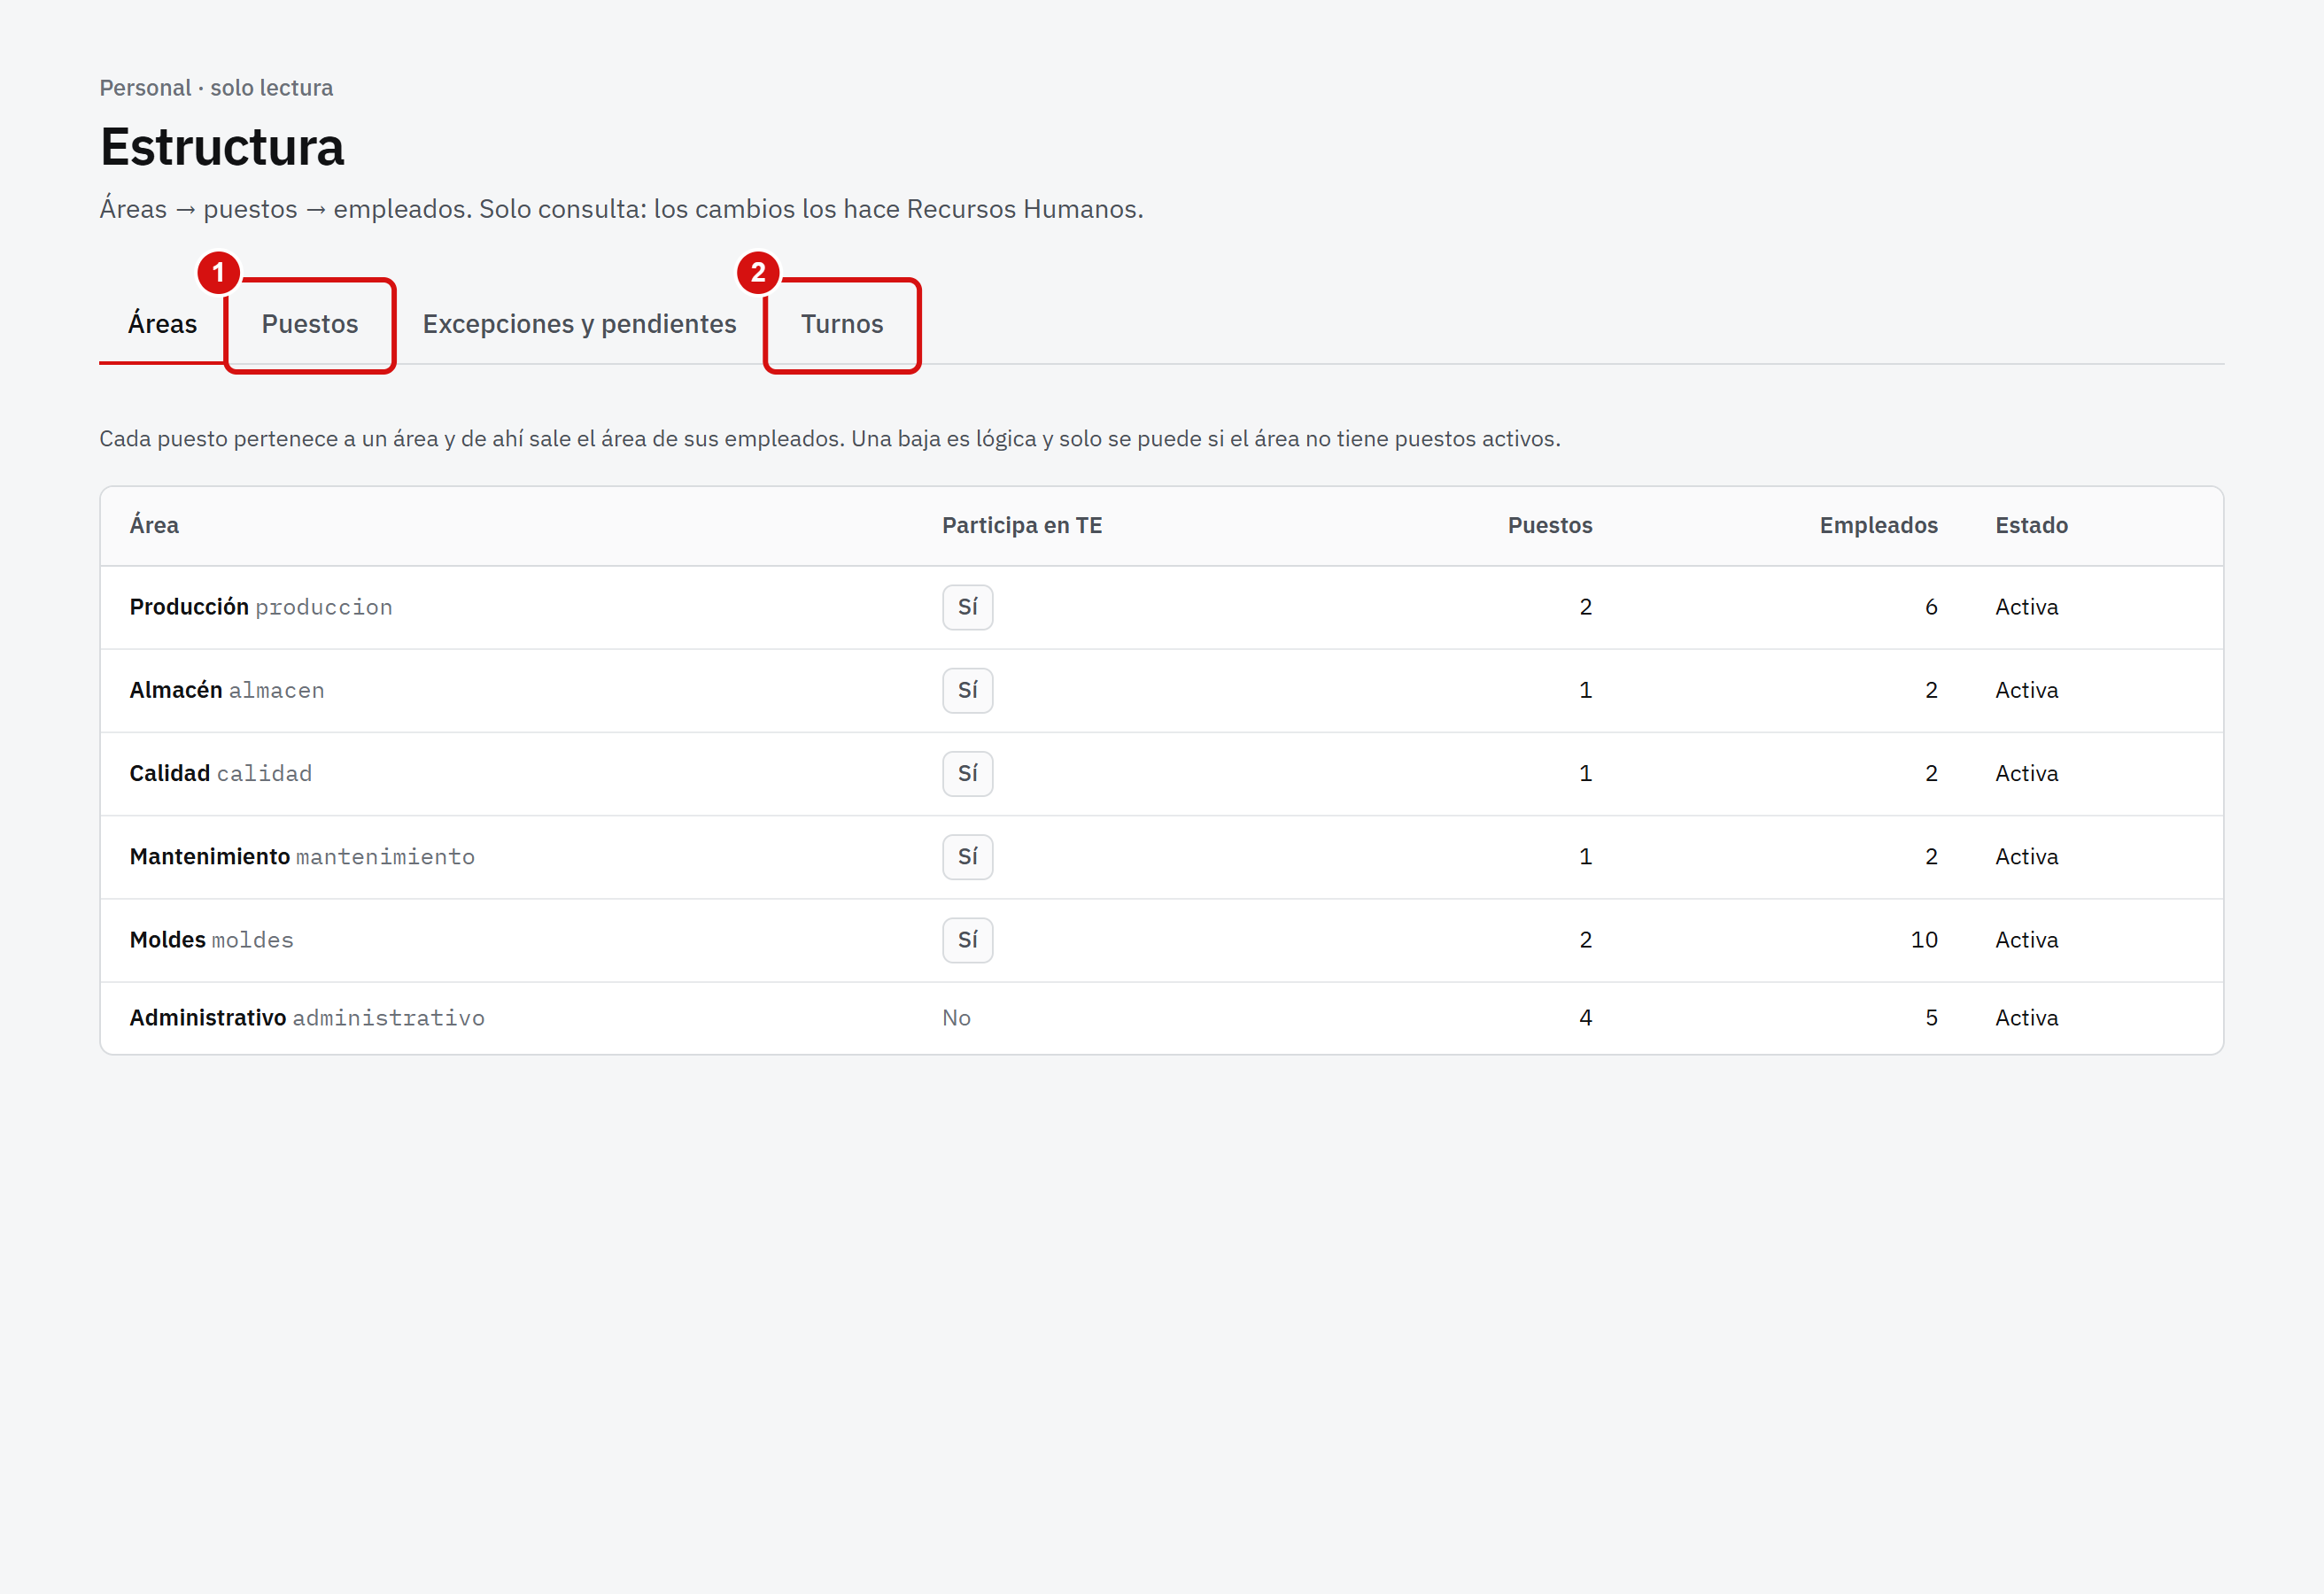 Personal · solo lectura
Estructura
Áreas → puestos → empleados. Solo consulta: los cambios los hace Recursos Humanos.
1 2
Áreas Puestos Excepciones y pendientes Turnos
Cada puesto pertenece a un área y de ahí sale el área de sus empleados. Una baja es lógica y solo se puede si el área no tiene puestos activos.
Área Participa en TE Puestos Empleados Estado
Producción produccion Sí 2 6 Activa
Almacén almacen Sí 1 2 Activa
Calidad calidad Sí 1 2 Activa
Mantenimiento mantenimiento Sí 1 2 Activa
Moldes moldes Sí 2 10 Activa
Administrativo administrativo No 4 5 Activa